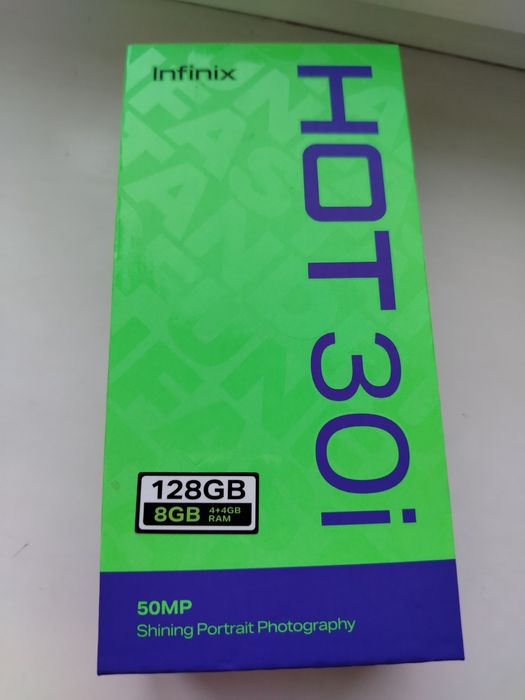 Infinix
HOT 30i
128GB
8GB 4+4GB RAM
50MP
Shining Portrait Photography